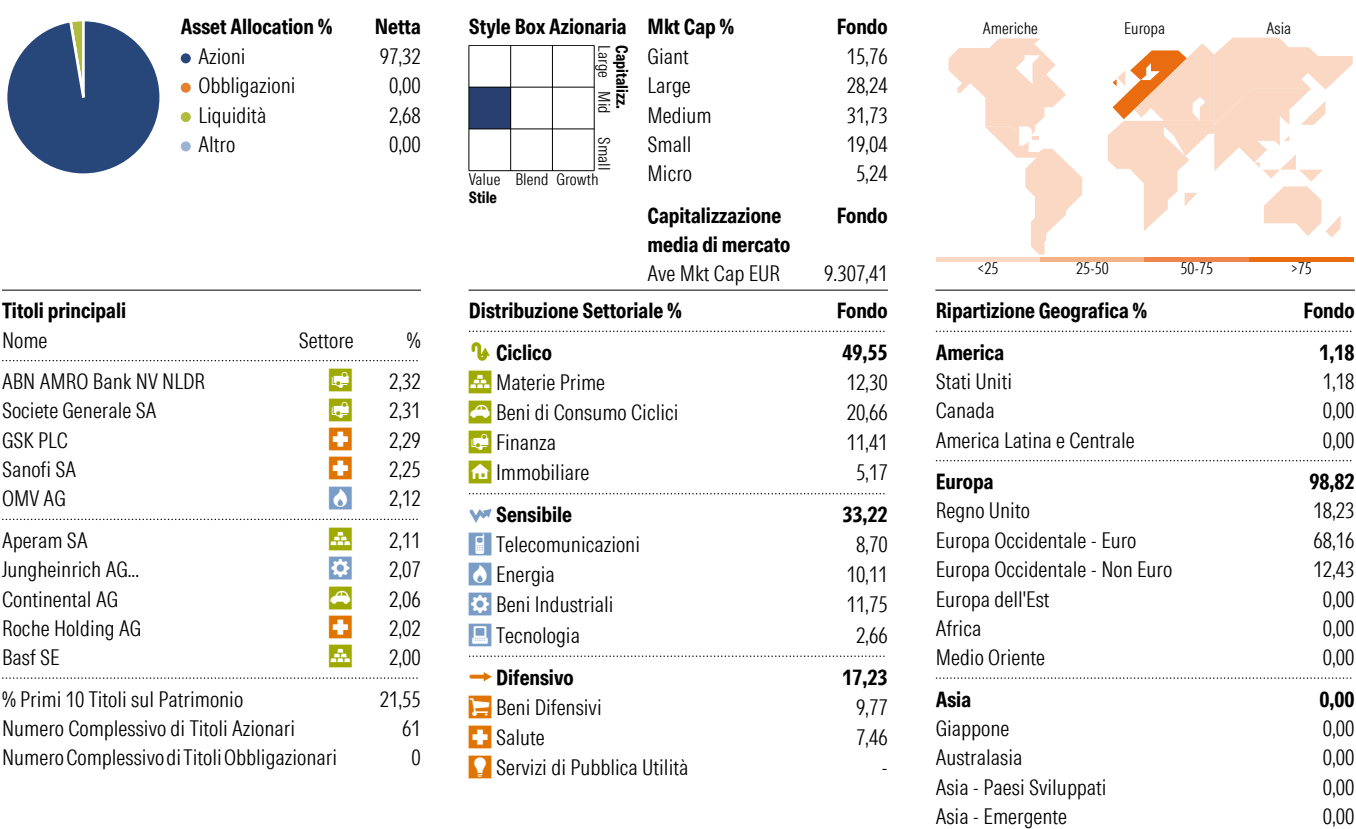 Asset Allocation % Netta
Azioni 97,32
Obbligazioni 0,00
Liquidità 2,68
Altro 0,00
Style Box Azionaria
Capitalizz.
Large Mid Small
Value Blend Growth
Stile
Mkt Cap % Fondo
Giant 15,76
Large 28,24
Medium 31,73
Small 19,04
Micro 5,24
Capitalizzazione Fondo
media di mercato
Ave Mkt Cap EUR 9.307,41
Americhe Europa Asia
<25 25-50 50-75 >75
Titoli principali
Nome Settore %
ABN AMRO Bank NV NLDR 2,32
Societe Generale SA 2,31
GSK PLC 2,29
Sanofi SA 2,25
OMV AG 2,12
Aperam SA 2,11
Jungheinrich AG... 2,07
Continental AG 2,06
Roche Holding AG 2,02
Basf SE 2,00
% Primi 10 Titoli sul Patrimonio 21,55
Numero Complessivo di Titoli Azionari 61
Numero Complessivo di Titoli Obbligazionari 0
Distribuzione Settoriale % Fondo
Ciclico 49,55
Materie Prime 12,30
Beni di Consumo Ciclici 20,66
Finanza 11,41
Immobiliare 5,17
Sensibile 33,22
Telecomunicazioni 8,70
Energia 10,11
Beni Industriali 11,75
Tecnologia 2,66
Difensivo 17,23
Beni Difensivi 9,77
Salute 7,46
Servizi di Pubblica Utilità -
Ripartizione Geografica % Fondo
America 1,18
Stati Uniti 1,18
Canada 0,00
America Latina e Centrale 0,00
Europa 98,82
Regno Unito 18,23
Europa Occidentale - Euro 68,16
Europa Occidentale - Non Euro 12,43
Europa dell'Est 0,00
Africa 0,00
Medio Oriente 0,00
Asia 0,00
Giappone 0,00
Australasia 0,00
Asia - Paesi Sviluppati 0,00
Asia - Emergente 0,00